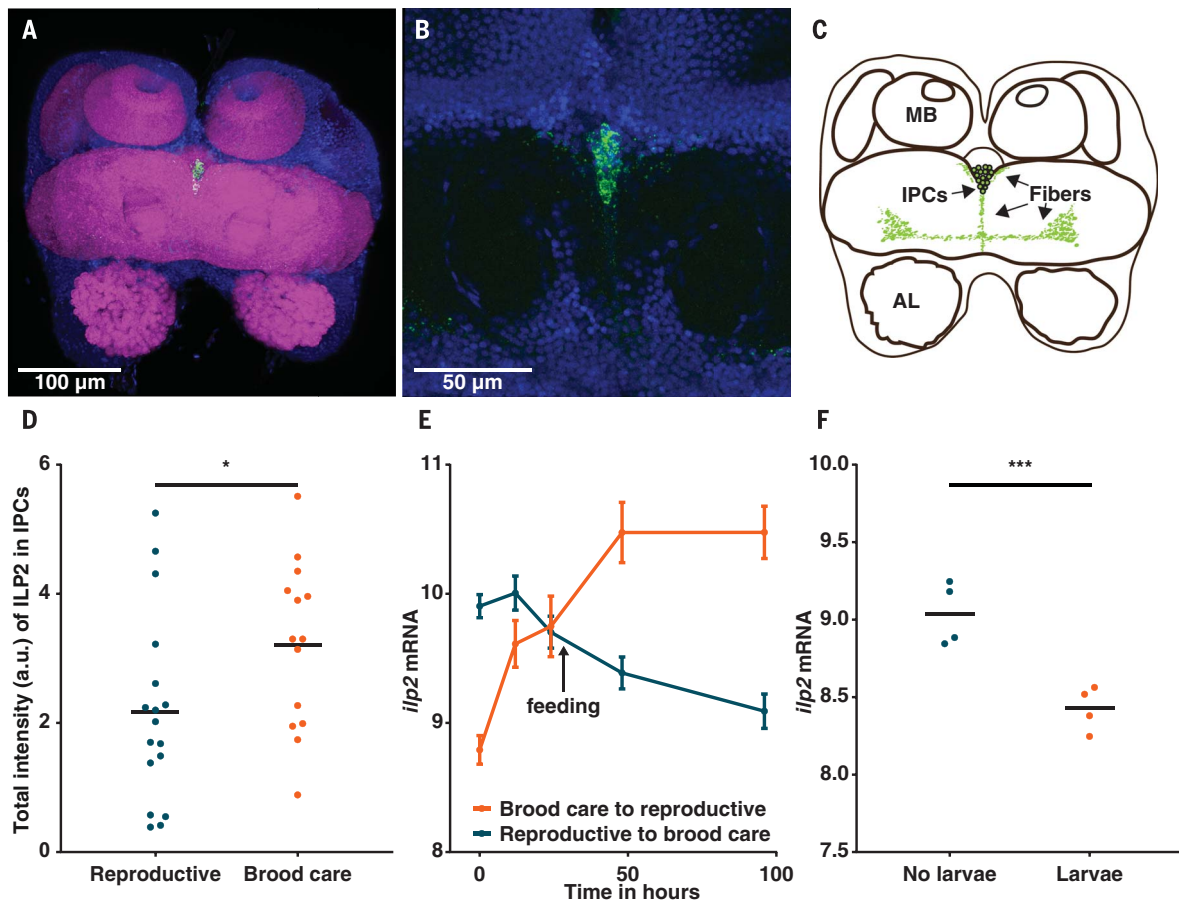 A
100 µm
B
50 µm
C
MB
IPCs
Fibers
AL
D
Total intensity (a.u.) of ILP2 in IPCs
6
4
2
0
*
Reproductive
Brood care
E
ilp2 mRNA
11
10
9
8
feeding
Brood care to reproductive
Reproductive to brood care
0
50
100
Time in hours
F
ilp2 mRNA
10.0
9.5
9.0
8.5
8.0
7.5
***
No larvae
Larvae